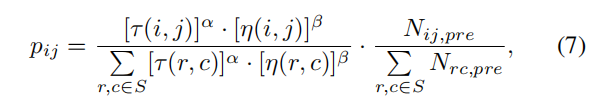 p_{ij} = \frac{[\tau(i, j)]^{\alpha} \cdot [\eta(i, j)]^{\beta}}{\sum_{r,c \in S} [\tau(r, c)]^{\alpha} \cdot [\eta(r, c)]^{\beta}} \cdot \frac{N_{ij,pre}}{\sum_{r,c \in S} N_{rc,pre}}, (7)